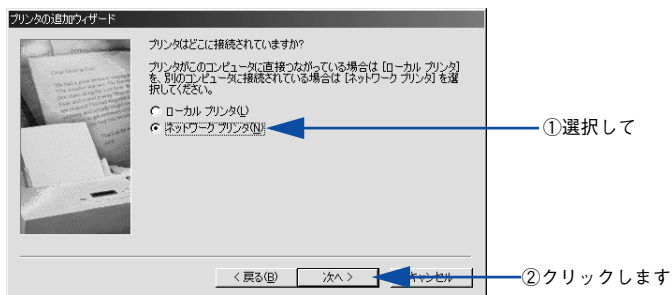 プリンタの追加ウィザード
プリンタはどこに接続されていますか?
プリンタがこのコンピュータに直接つながっている場合は [ローカル プリンタ]
を、別のコンピュータに接続されている場合は [ネットワーク プリンタ] を選
択してください。
ローカル プリンタ(L)
ネットワーク プリンタ(N)
①選択して
< 戻る(B)
次へ >
キャンセル
②クリックします